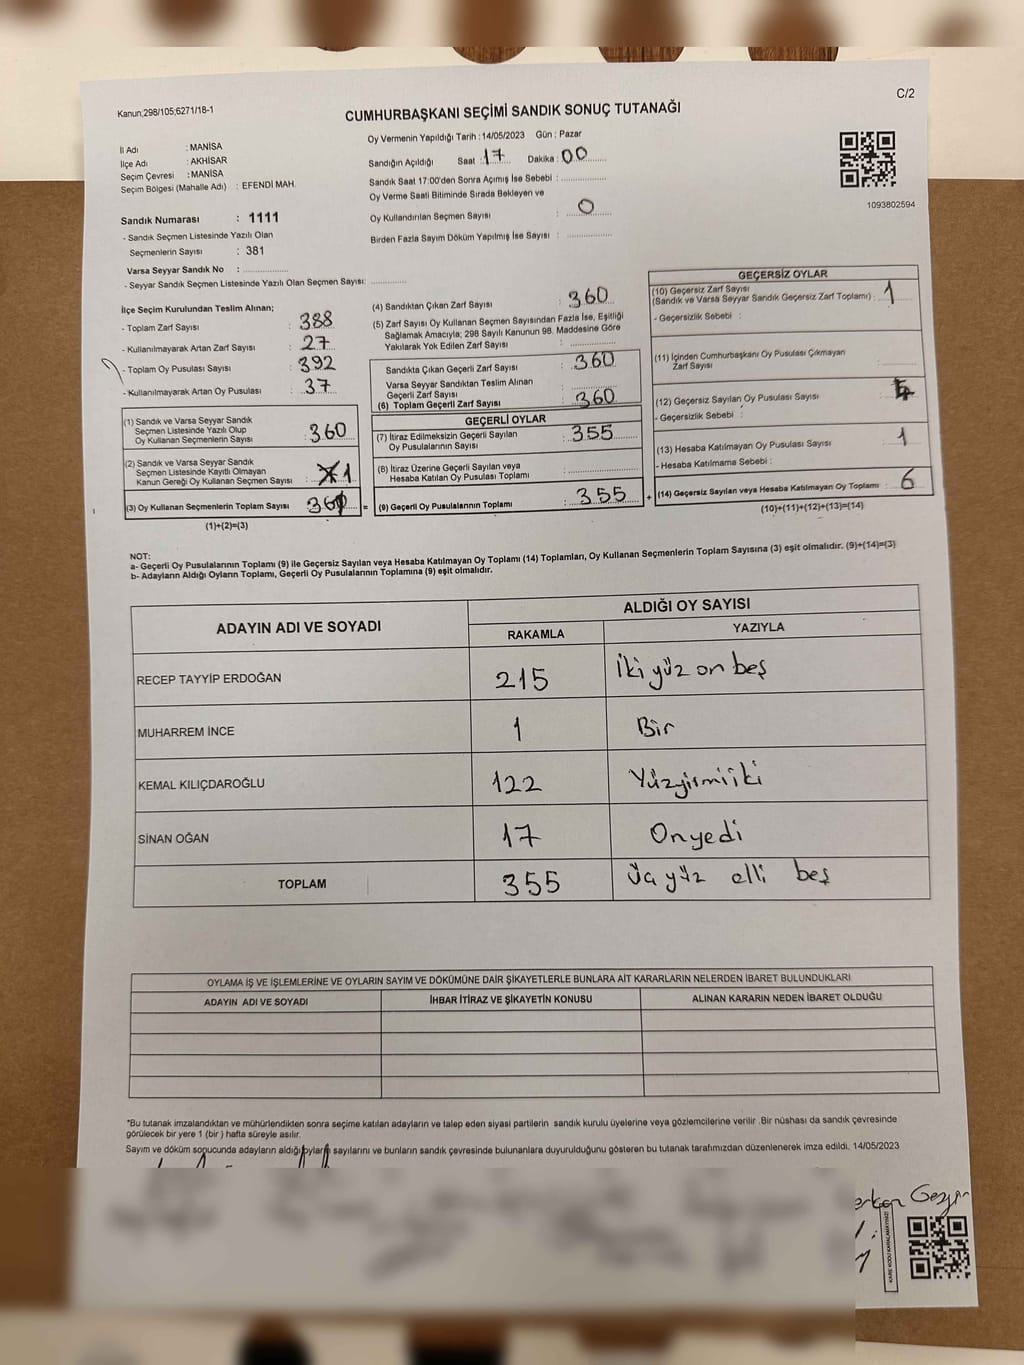 Kanun,298/105;6271/18-1
C/2
CUMHURBAŞKANI SEÇİMİ SANDIK SONUÇ TUTANAĞI
İl Adı : MANİSA
İlçe Adı : AKHİSAR
Seçim Çevresi : MANİSA
Seçim Bölgesi (Mahalle Adı) : EFENDİ MAH.
Oy Vermenin Yapıldığı Tarih : 14/05/2023 Gün : Pazar
Sandığın Açıldığı Saat : 17 Dakika : 00
Sandık Saat 17:00'den Sonra Açımış İse Sebebi :
Oy Verme Saati Bitiminde Sırada Bekleyen ve
Oy Kullandırılan Seçmen Sayısı : 0
Birden Fazla Sayım Döküm Yapılmış İse Sayısı :
1093802594
Sandık Numarası : 1111
- Sandık Seçmen Listesinde Yazılı Olan
Seçmenlerin Sayısı : 381
Varsa Seyyar Sandık No :
- Seyyar Sandık Seçmen Listesinde Yazılı Olan Seçmen Sayısı:
İlçe Seçim Kurulundan Teslim Alınan;
- Toplam Zarf Sayısı : 388
- Kullanılmayarak Artan Zarf Sayısı : 27
- Toplam Oy Pusulası Sayısı : 392
- Kullanılmayarak Artan Oy Pusulası : 37
(1) Sandık ve Varsa Seyyar Sandık
Seçmen Listesinde Yazılı Olup
Oy Kullanan Seçmenlerin Sayısı : 360
(2) Sandık ve Varsa Seyyar Sandık
Seçmen Listesinde Kayıtlı Olmayan
Kanun Gereği Oy Kullanan Seçmen Sayısı : 1
(3) Oy Kullanan Seçmenlerin Toplam Sayısı :
(1)+(2)=(3)
(4) Sandıktan Çıkan Zarf Sayısı : 360
(5) Zarf Sayısı Oy Kullanan Seçmen Sayısından Fazla İse, Eşitliği
Sağlamak Amacıyla; 298 Sayılı Kanunun 98. Maddesine Göre
Yakılarak Yok Edilen Zarf Sayısı :
Sandıkta Çıkan Geçerli Zarf Sayısı : 360
Varsa Seyyar Sandıktan Teslim Alınan
Geçerli Zarf Sayısı :
(6) Toplam Geçerli Zarf Sayısı : 360
GEÇERLİ OYLAR
(7) İtiraz Edilmeksizin Geçerli Sayılan
Oy Pusulalarının Sayısı : 355
(8) İtiraz Üzerine Geçerli Sayılan veya
Hesaba Katılan Oy Pusulası Toplamı :
= (9) Geçerli Oy Pusulalarının Toplamı : 355 +
GEÇERSİZ OYLAR
(10) Geçersiz Zarf Sayısı
(Sandık ve Varsa Seyyar Sandık Geçersiz Zarf Toplamı) : 1
- Geçersizlik Sebebi :
(11) İçinden Cumhurbaşkanı Oy Pusulası Çıkmayan
Zarf Sayısı :
(12) Geçersiz Sayılan Oy Pusulası Sayısı :
- Geçersizlik Sebebi :
(13) Hesaba Katılmayan Oy Pusulası Sayısı : 1
- Hesaba Katılmama Sebebi :
(14) Geçersiz Sayılan veya Hesaba Katılmayan Oy Toplamı : 6
(10)+(11)+(12)+(13)=(14)
NOT:
a- Geçerli Oy Pusulalarının Toplamı (9) ile Geçersiz Sayılan veya Hesaba Katılmayan Oy Toplamı (14) Toplamları, Oy Kullanan Seçmenlerin Toplam Sayısına (3) eşit olmalıdır. (9)+(14)=(3)
b- Adayların Aldığı Oyların Toplamı, Geçerli Oy Pusulalarının Toplamına (9) eşit olmalıdır.
ADAYIN ADI VE SOYADI
ALDIĞI OY SAYISI
RAKAMLA YAZIYLA
RECEP TAYYİP ERDOĞAN 215 İki yüz on beş
MUHARREM İNCE 1 Bir
KEMAL KILIÇDAROĞLU 122 Yüzyirmiiki
SİNAN OĞAN 17 Onyedi
TOPLAM 355 üç yüz elli beş
OYLAMA İŞ VE İŞLEMLERİNE VE OYLARIN SAYIM VE DÖKÜMÜNE DAİR ŞİKAYETLERLE BUNLARA AİT KARARLARIN NELERDEN İBARET BULUNDUKLARI
ADAYIN ADI VE SOYADI İHBAR İTİRAZ VE ŞİKAYETİN KONUSU ALINAN KARARIN NEDEN İBARET OLDUĞU
*Bu tutanak imzalandıktan ve mühürlendikten sonra seçime katılan adayların ve talep eden siyasi partilerin sandık kurulu üyelerine veya gözlemcilerine verilir .Bir nüshası da sandık çevresinde
görülecek bir yere 1 (bir ) hafta süreyle asılır.
Sayım ve döküm sonucunda adayların aldığı oyların sayılarını ve bunların sandık çevresinde bulunanlara duyurulduğunu gösteren bu tutanak tarafımızdan düzenlenerek imza edildi. 14/05/2023